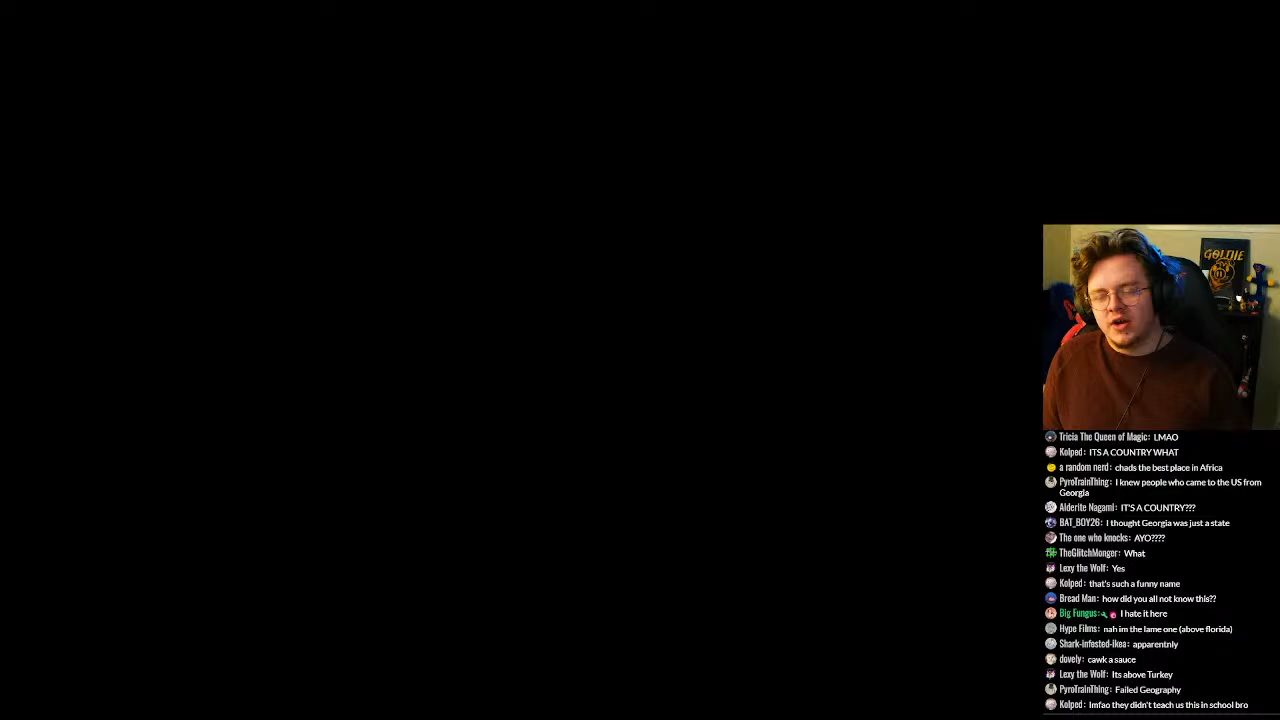 GOLDIE
Tricia The Queen of Magic: LMAO
Kolped: ITS A COUNTRY WHAT
a random nerd: chads the best place in Africa
PyroTrainThing: I knew people who came to the US from
Georgia
Alderite Nagami: IT'S A COUNTRY???
BAT_BOY26: I thought Georgia was just a state
The one who knocks: AYO????
TheGlitchMonger: What
Lexy the Wolf: Yes
Kolped: that's such a funny name
Bread Man: how did you all not know this??
Big Fungus: I hate it here
Hype Films: nah im the lame one (above florida)
Shark-infested-ikea: apparentnly
dovely: cawk a sauce
Lexy the Wolf: Its above Turkey
PyroTrainThing: Failed Geography
Kolped: lmfao they didn't teach us this in school bro